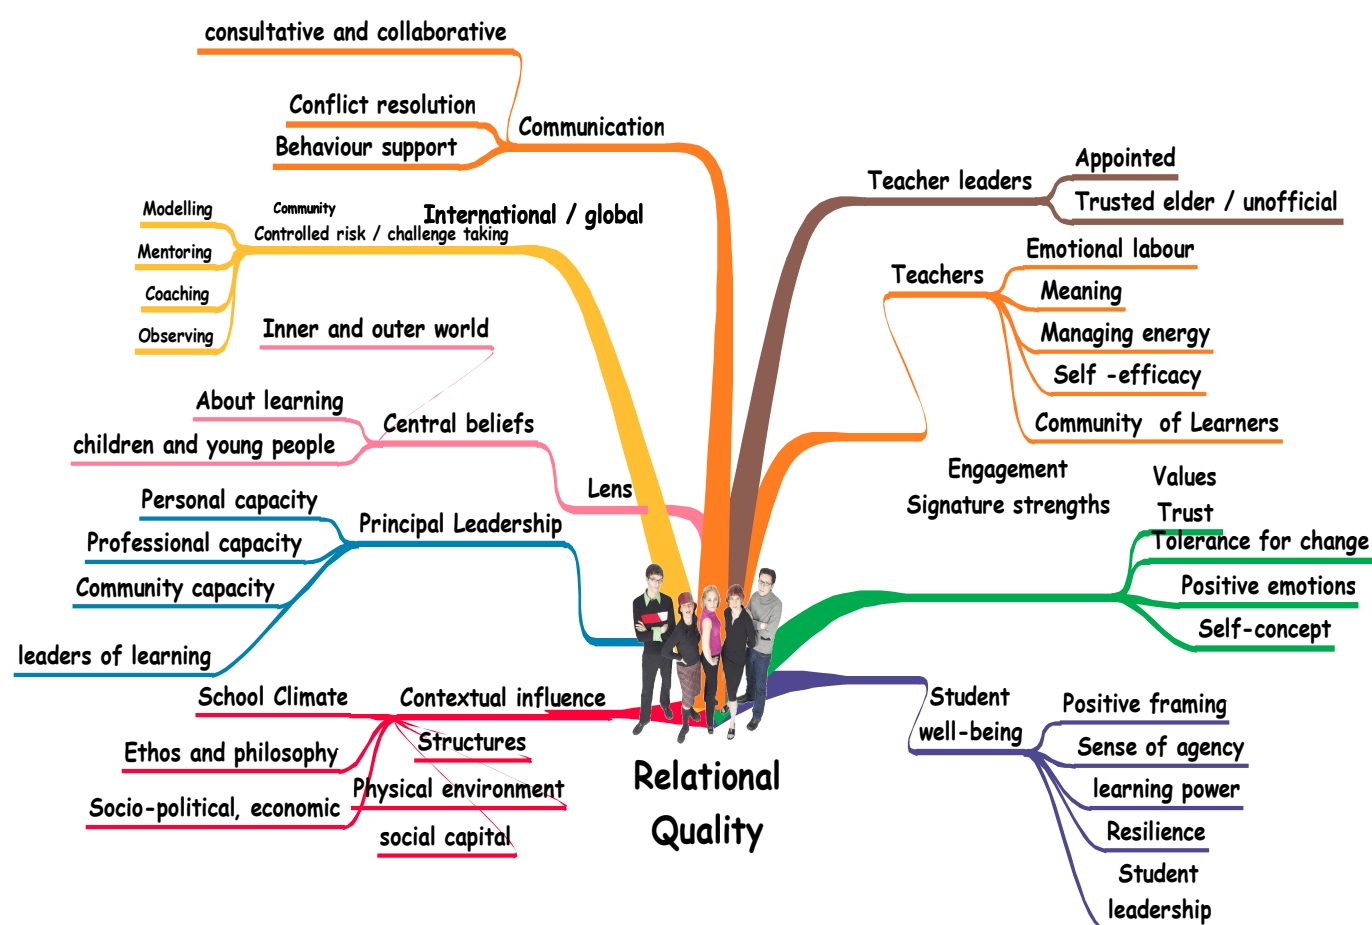 consultative and collaborative
Conflict resolution
Behaviour support
Communication
Modelling
Mentoring
Coaching
Observing
Community
Controlled risk / challenge taking
International / global
Inner and outer world
About learning
children and young people
Central beliefs
Lens
Personal capacity
Professional capacity
Community capacity
leaders of learning
Principal Leadership
School Climate
Ethos and philosophy
Socio-political, economic
Contextual influence
Structures
Physical environment
social capital
Relational
Quality
Teacher leaders
Appointed
Trusted elder / unofficial
Teachers
Emotional labour
Meaning
Managing energy
Self -efficacy
Community of Learners
Engagement
Signature strengths
Values
Trust
Tolerance for change
Positive emotions
Self-concept
Student
well-being
Positive framing
Sense of agency
learning power
Resilience
Student
leadership